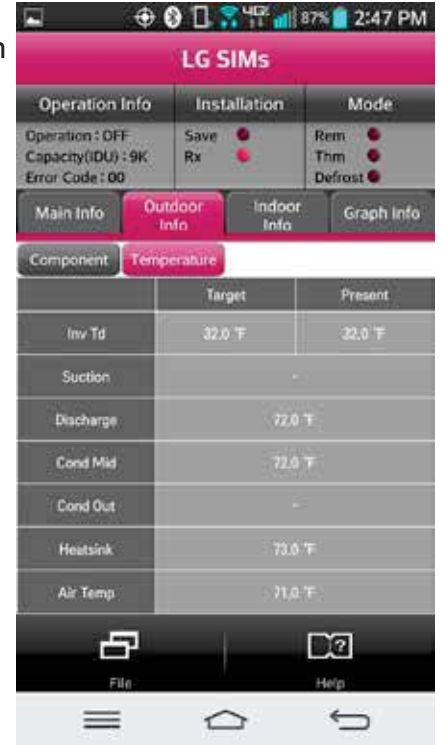 4G 87% 2:47 PM
LG SIMs
Operation Info Installation Mode
Operation : OFF Save Rem
Capacity(IDU) : 9K Rx Thm
Error Code : 00 Defrost
Main Info Outdoor Info Indoor Info Graph Info
Component Temperature
Target Present
Inv Td 32.0 ℉ 32.0 ℉
Suction -
Discharge 72.0 ℉
Cond Mid 72.0 ℉
Cond Out -
Heatsink 73.0 ℉
Air Temp 71.0 ℉
File Help